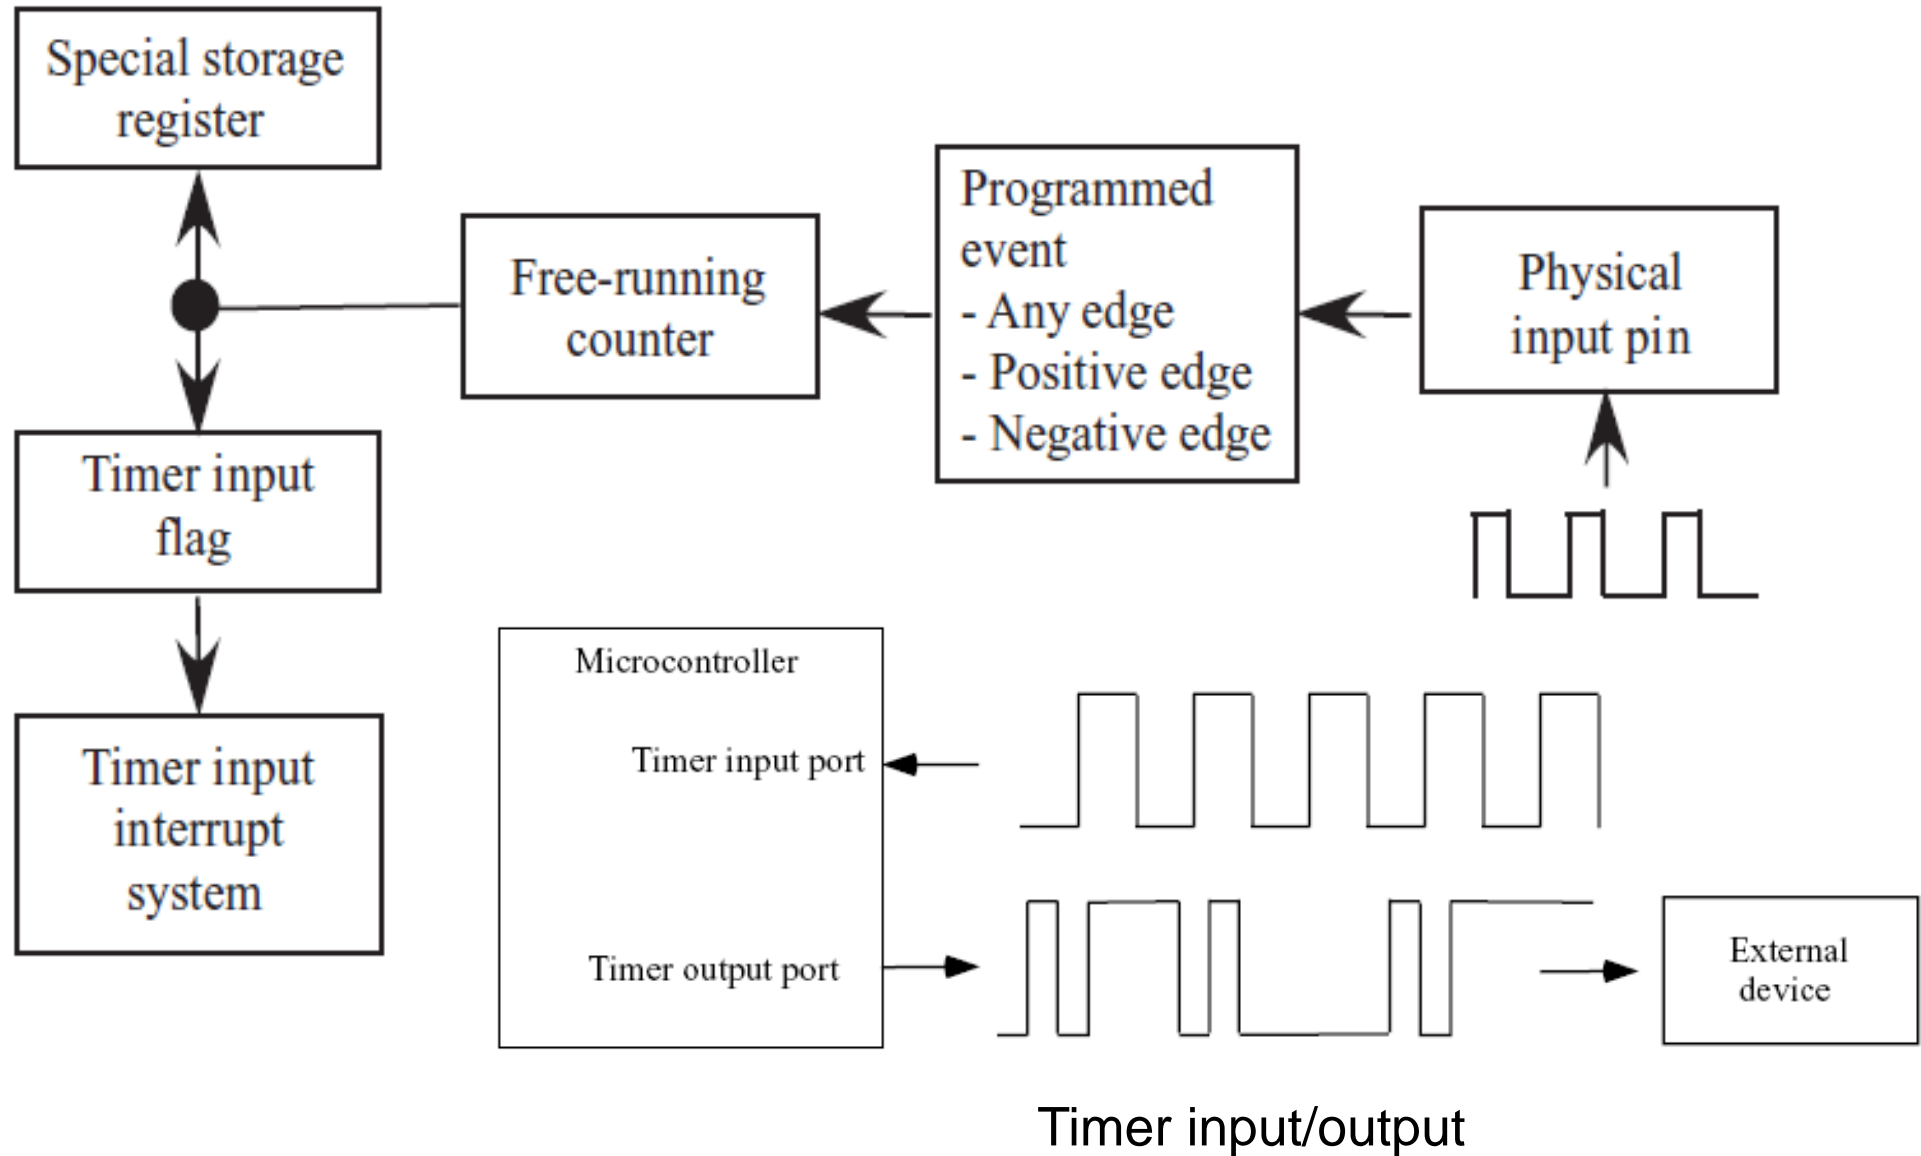 Special storage
register
Programmed
event
- Any edge
- Positive edge
- Negative edge
Physical
input pin
Free-running
counter
Timer input
flag
Timer input
interrupt
system
Microcontroller
Timer input port
Timer output port
External
device
Timer input/output